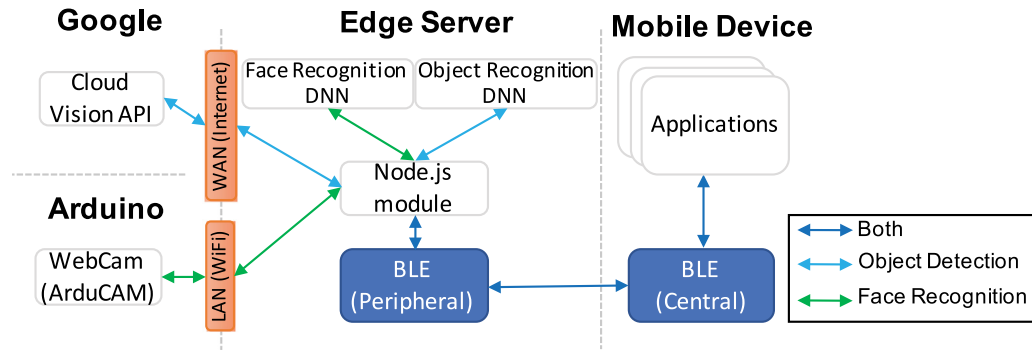 Google
Edge Server
Mobile Device
Cloud
Vision API
WAN (Internet)
Face Recognition
DNN
Object Recognition
DNN
Applications
Node.js
module
Arduino
WebCam
(ArduCAM)
LAN (WiFi)
BLE
(Peripheral)
BLE
(Central)
Both
Object Detection
Face Recognition